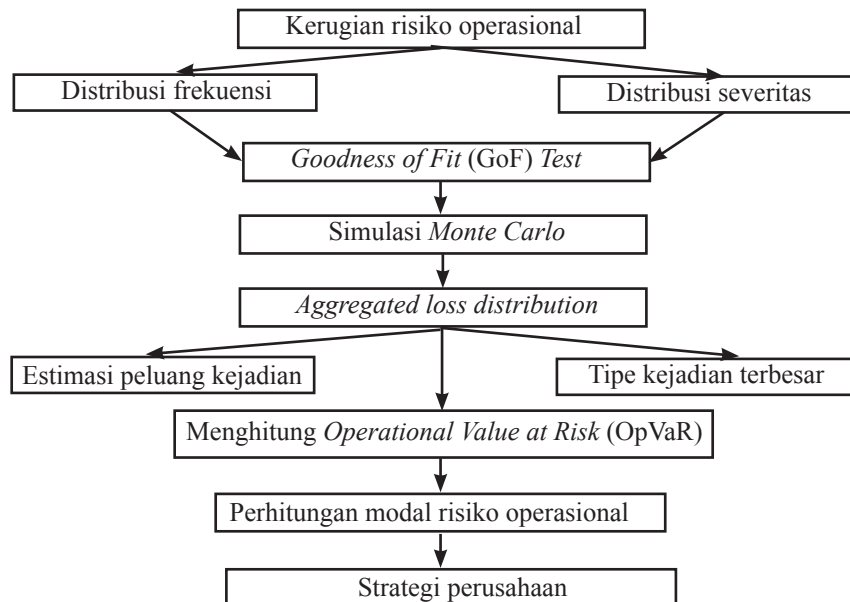 Kerugian risiko operasional
Distribusi frekuensi
Distribusi severitas
Goodness of Fit (GoF) Test
Simulasi Monte Carlo
Aggregated loss distribution
Estimasi peluang kejadian
Tipe kejadian terbesar
Menghitung Operational Value at Risk (OpVaR)
Perhitungan modal risiko operasional
Strategi perusahaan